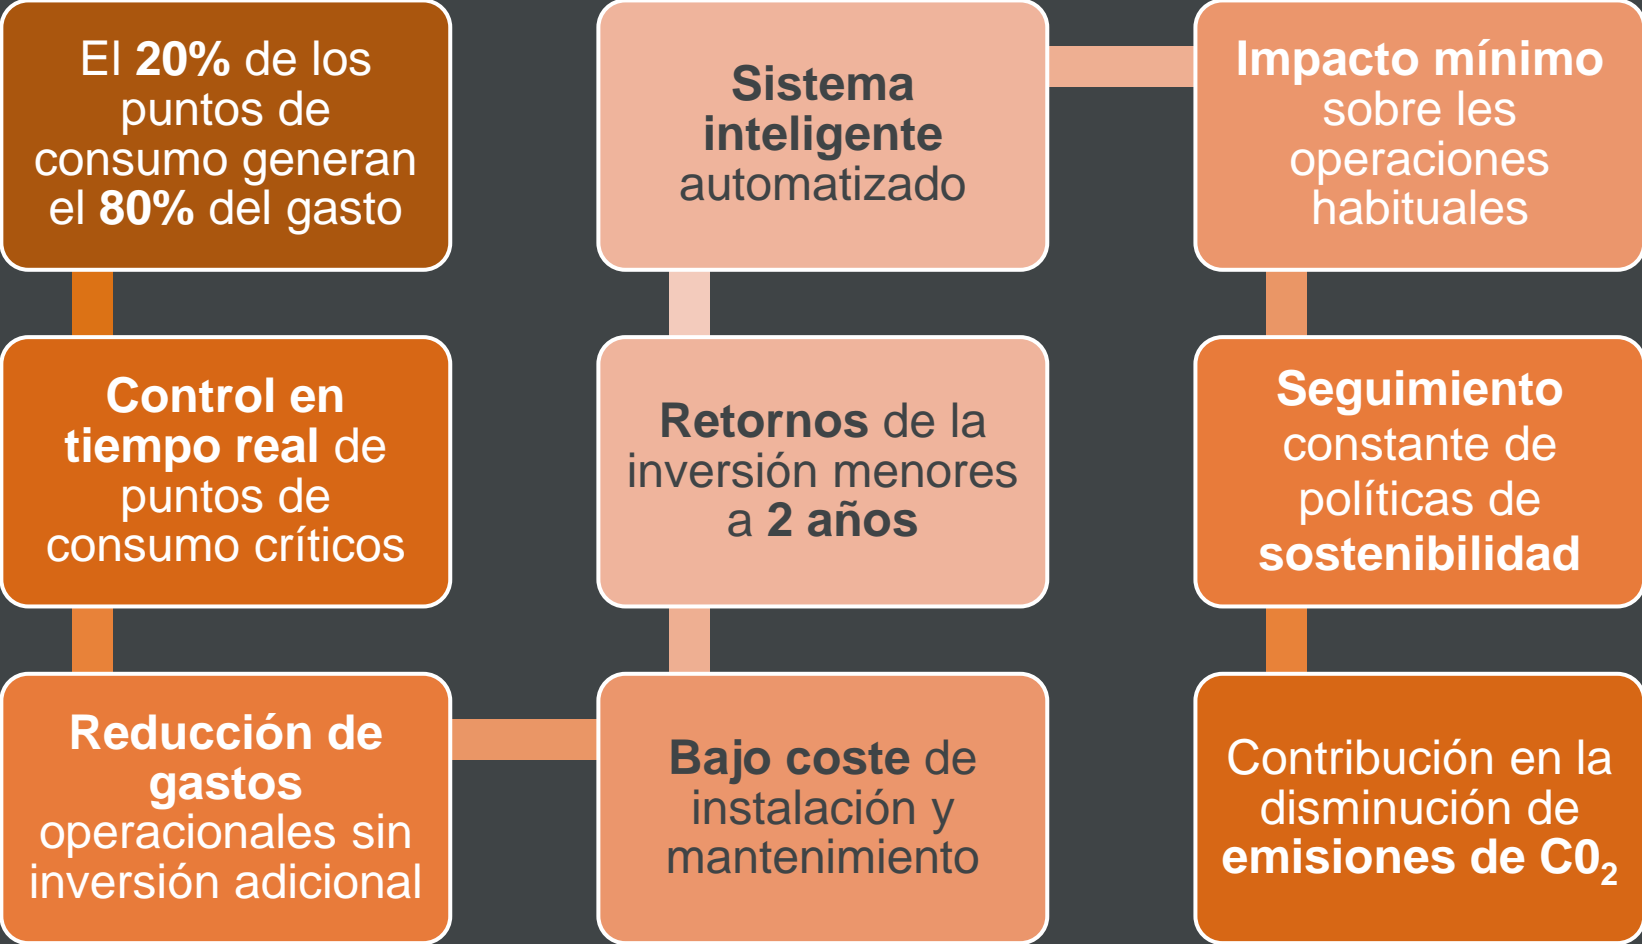 El 20% de los
puntos de
consumo generan
el 80% del gasto
Control en
tiempo real de
puntos de
consumo críticos
Reducción de
gastos
operacionales sin
inversión adicional
Bajo coste de
instalación y
mantenimiento
Retornos de la
inversión menores
a 2 años
Sistema
inteligente
automatizado
Impacto mínimo
sobre les
operaciones
habituales
Seguimiento
constante de
políticas de
sostenibilidad
Contribución en la
disminución de
emisiones de C0₂